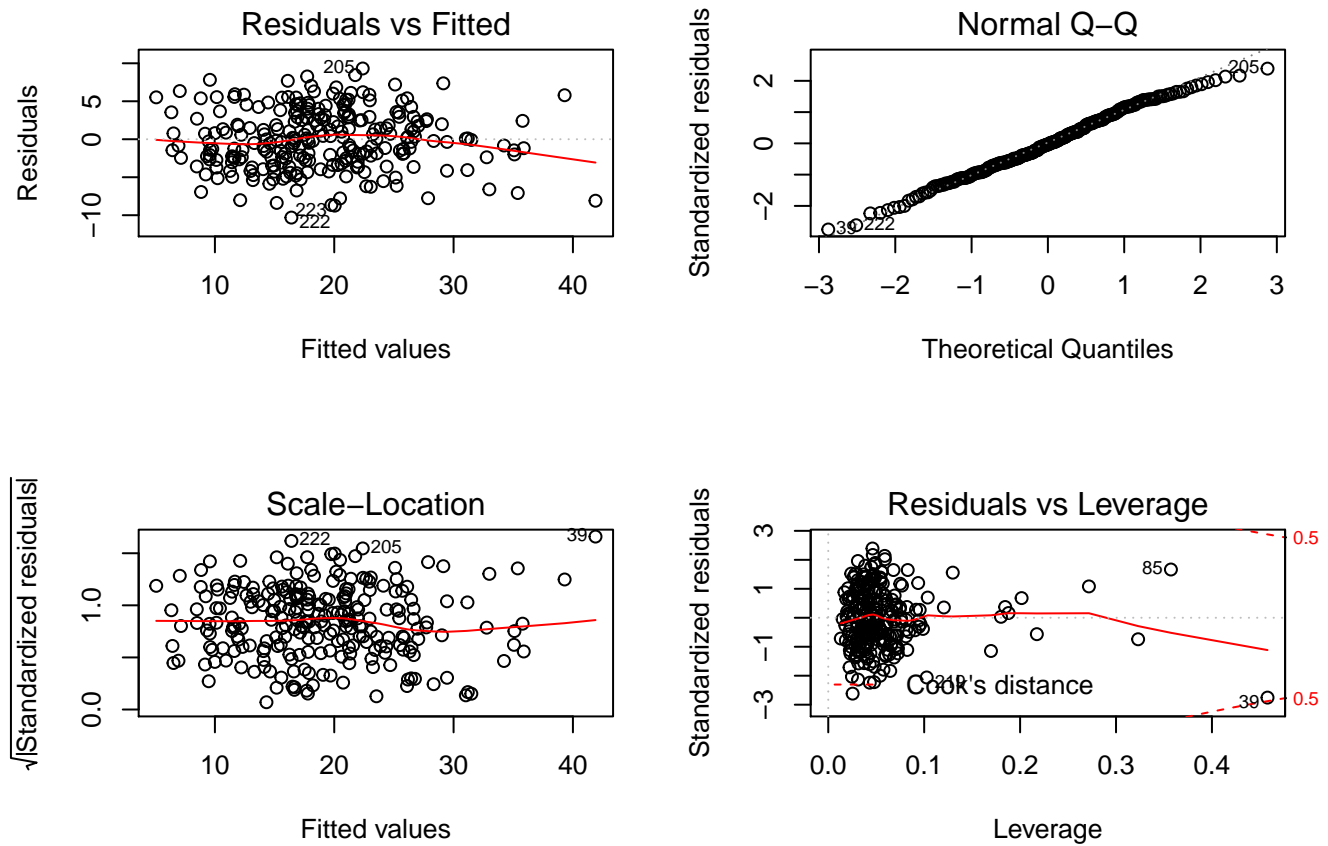 Residuals vs Fitted
Residuals
5
0
−10
205
223
222
10 20 30 40
Fitted values
Normal Q−Q
Standardized residuals
2
0
−2
205
39
222
−3 −2 −1 0 1 2 3
Theoretical Quantiles
Scale−Location
√|Standardized residuals|
1.0
0.0
222
205
39
10 20 30 40
Fitted values
Residuals vs Leverage
Standardized residuals
3
1
−1
−3
0.5
85
Cook's distance
39
0.5
0.0 0.1 0.2 0.3 0.4
Leverage